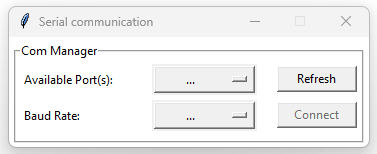 Serial communication
Com Manager
Available Port(s): ... Refresh
Baud Rate: ... Connect